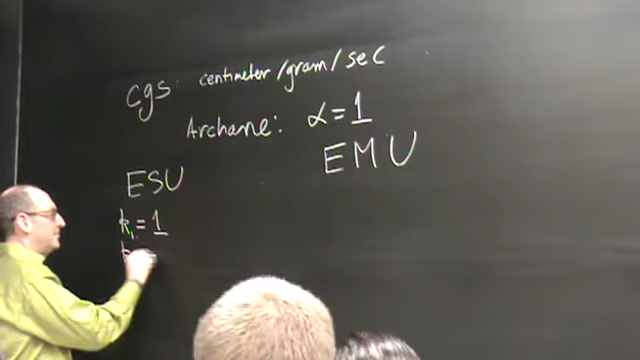 cgs: centimeter/gram/sec
Archane: α = 1
EMU
ESU
k₁ = 1
k